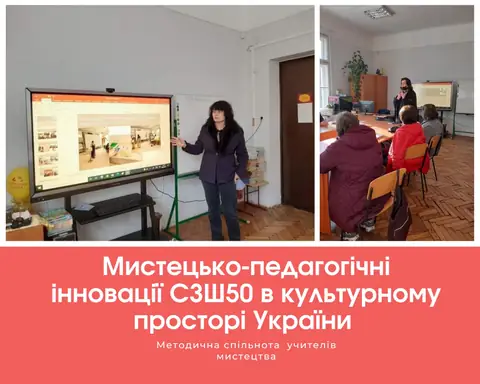 Мистецько-педагогічні
інновації СЗШ50 в культурному
просторі України
Методична спільнота учителів
мистецтва